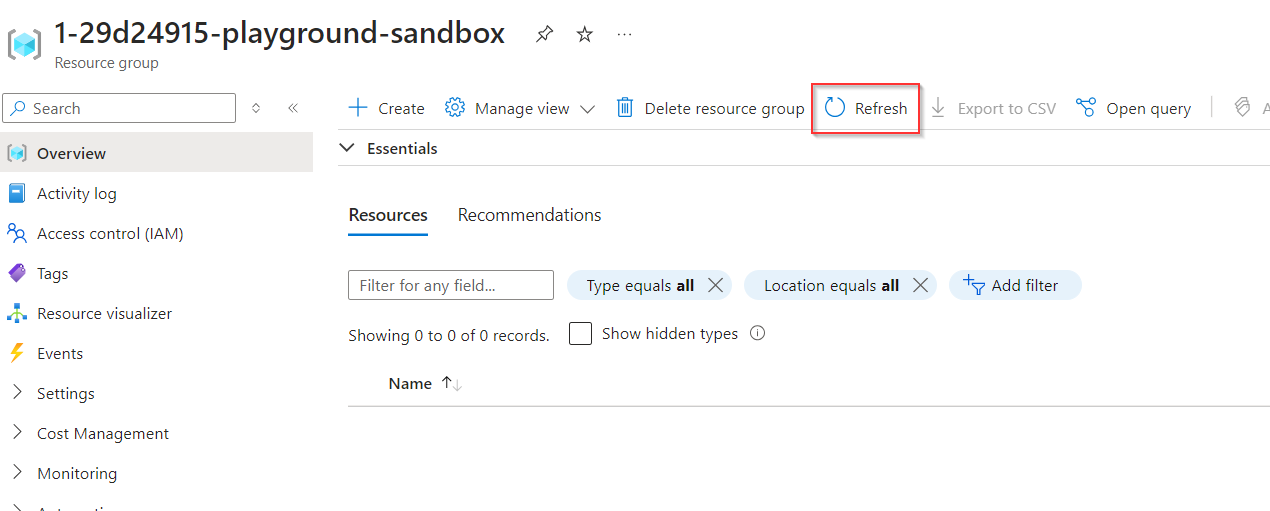 1-29d24915-playground-sandbox
Resource group
Search
Create Manage view Delete resource group Refresh Export to CSV Open query
Overview
Essentials
Activity log
Access control (IAM)
Tags
Resource visualizer
Events
Settings
Cost Management
Monitoring
Resources Recommendations
Filter for any field... Type equals all Location equals all Add filter
Showing 0 to 0 of 0 records. Show hidden types
Name